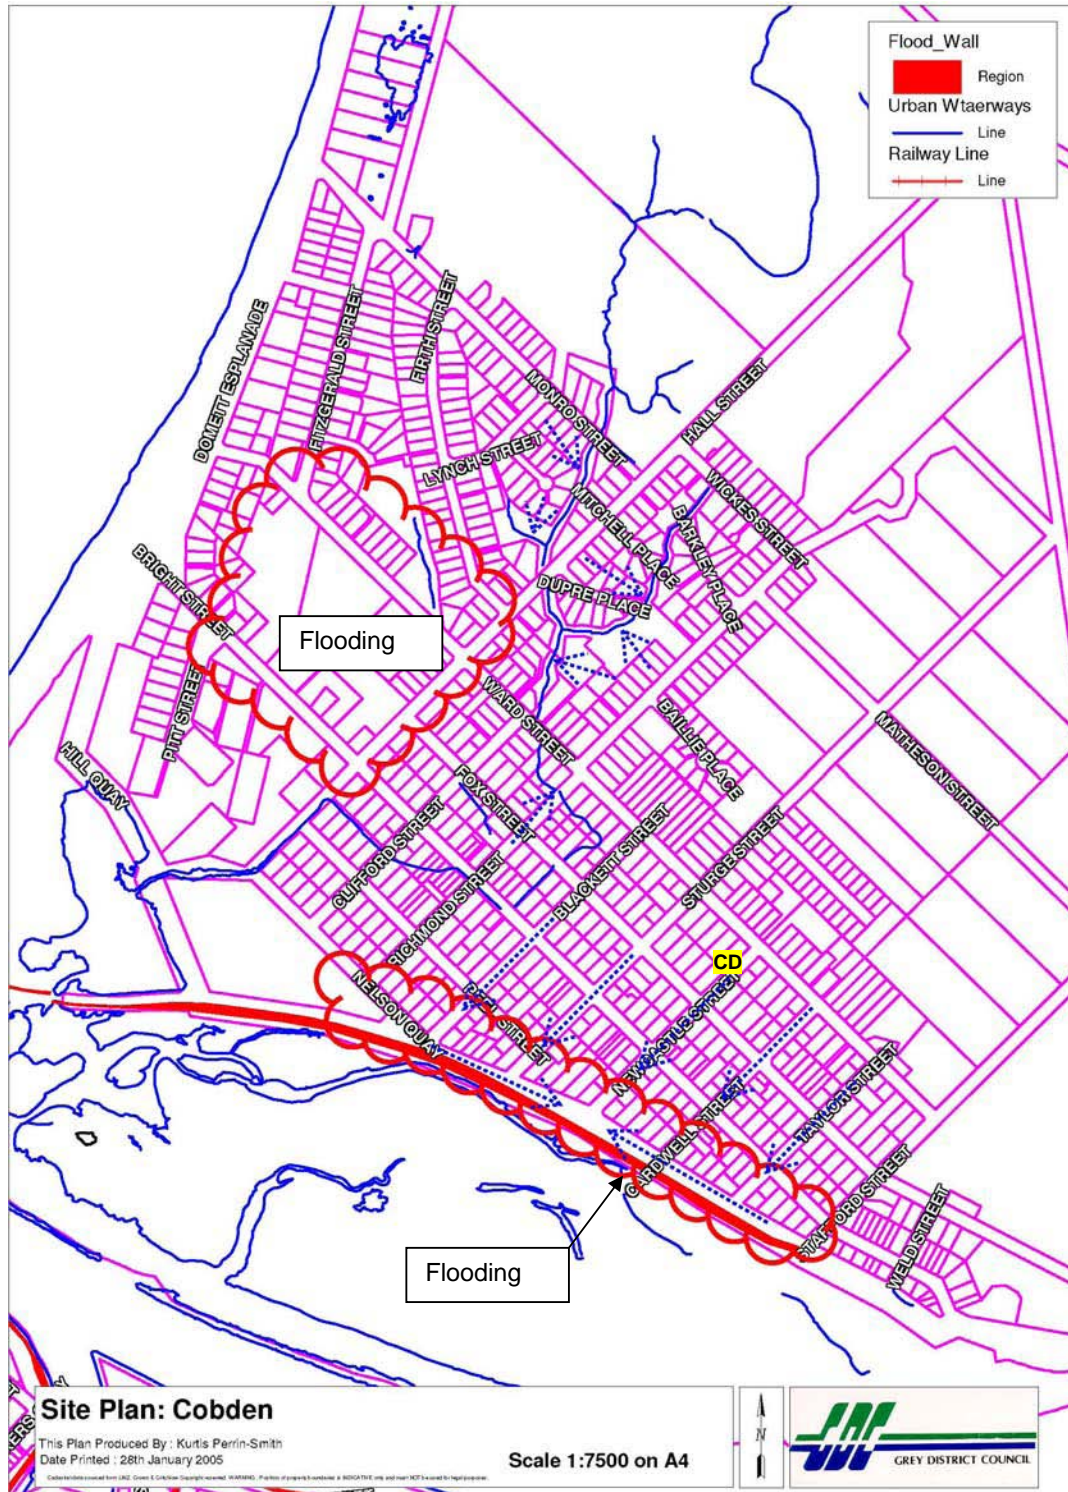 Flood_Wall
Region
Urban Wtaerways
Line
Railway Line
Line
DOMETT ESPLANADE
FITZGERALD STREET
FIRTH STREET
MONRO STREET
HALL STREET
LYNCH STREET
WICKES STREET
MITCHELL PLACE
BARKLEY PLACE
DUPRE PLACE
BRIGHT STREET
Flooding
PITT STREET
WARD STREET
BAILLIE PLACE
MATHESON STREET
HILL QUAY
FOX STREET
CLIFFORD STREET
BLACKETT STREET
STURGE STREET
RICHMOND STREET
CD
NELSON QUAY
PEEL STREET
NEWCASTLE STREET
CARDWELL STREET
TAYLOR STREET
STAFFORD STREET
WELD STREET
Flooding
Site Plan: Cobden
This Plan Produced By : Kurtis Perrin-Smith
Date Printed : 28th January 2005
Scale 1:7500 on A4
N
GREY DISTRICT COUNCIL